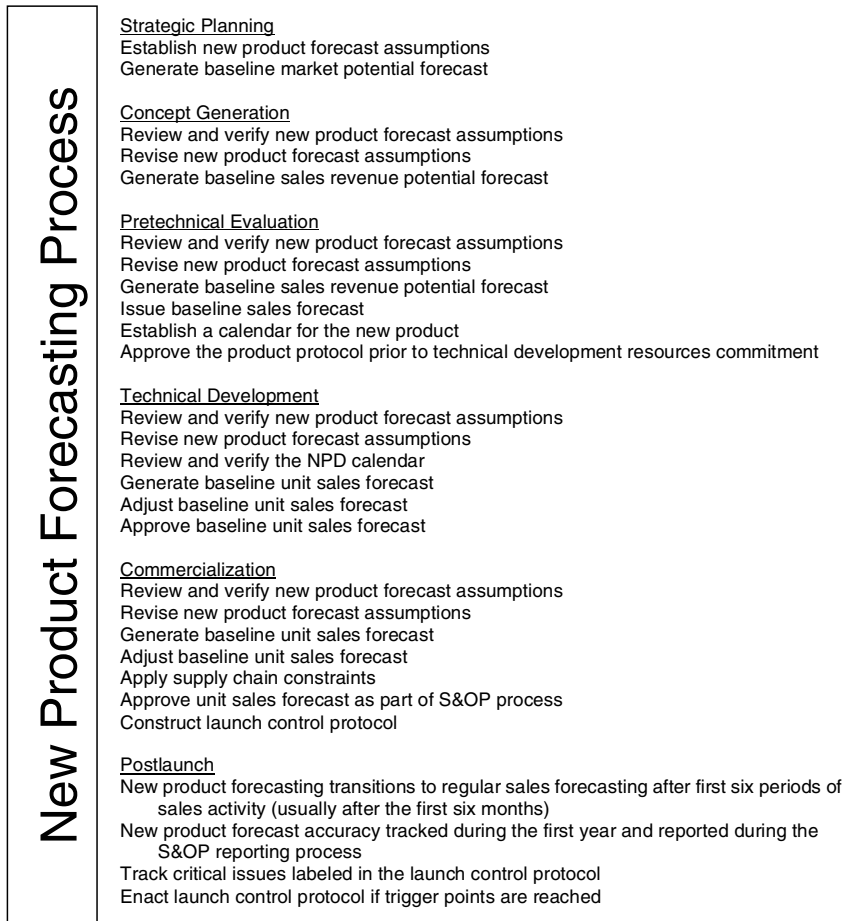 New Product Forecasting Process
Strategic Planning
Establish new product forecast assumptions
Generate baseline market potential forecast
Concept Generation
Review and verify new product forecast assumptions
Revise new product forecast assumptions
Generate baseline sales revenue potential forecast
Pretechnical Evaluation
Review and verify new product forecast assumptions
Revise new product forecast assumptions
Generate baseline sales revenue potential forecast
Issue baseline sales forecast
Establish a calendar for the new product
Approve the product protocol prior to technical development resources commitment
Technical Development
Review and verify new product forecast assumptions
Revise new product forecast assumptions
Review and verify the NPD calendar
Generate baseline unit sales forecast
Adjust baseline unit sales forecast
Approve baseline unit sales forecast
Commercialization
Review and verify new product forecast assumptions
Revise new product forecast assumptions
Generate baseline unit sales forecast
Adjust baseline unit sales forecast
Apply supply chain constraints
Approve unit sales forecast as part of S&OP process
Construct launch control protocol
Postlaunch
New product forecasting transitions to regular sales forecasting after first six periods of
sales activity (usually after the first six months)
New product forecast accuracy tracked during the first year and reported during the
S&OP reporting process
Track critical issues labeled in the launch control protocol
Enact launch control protocol if trigger points are reached